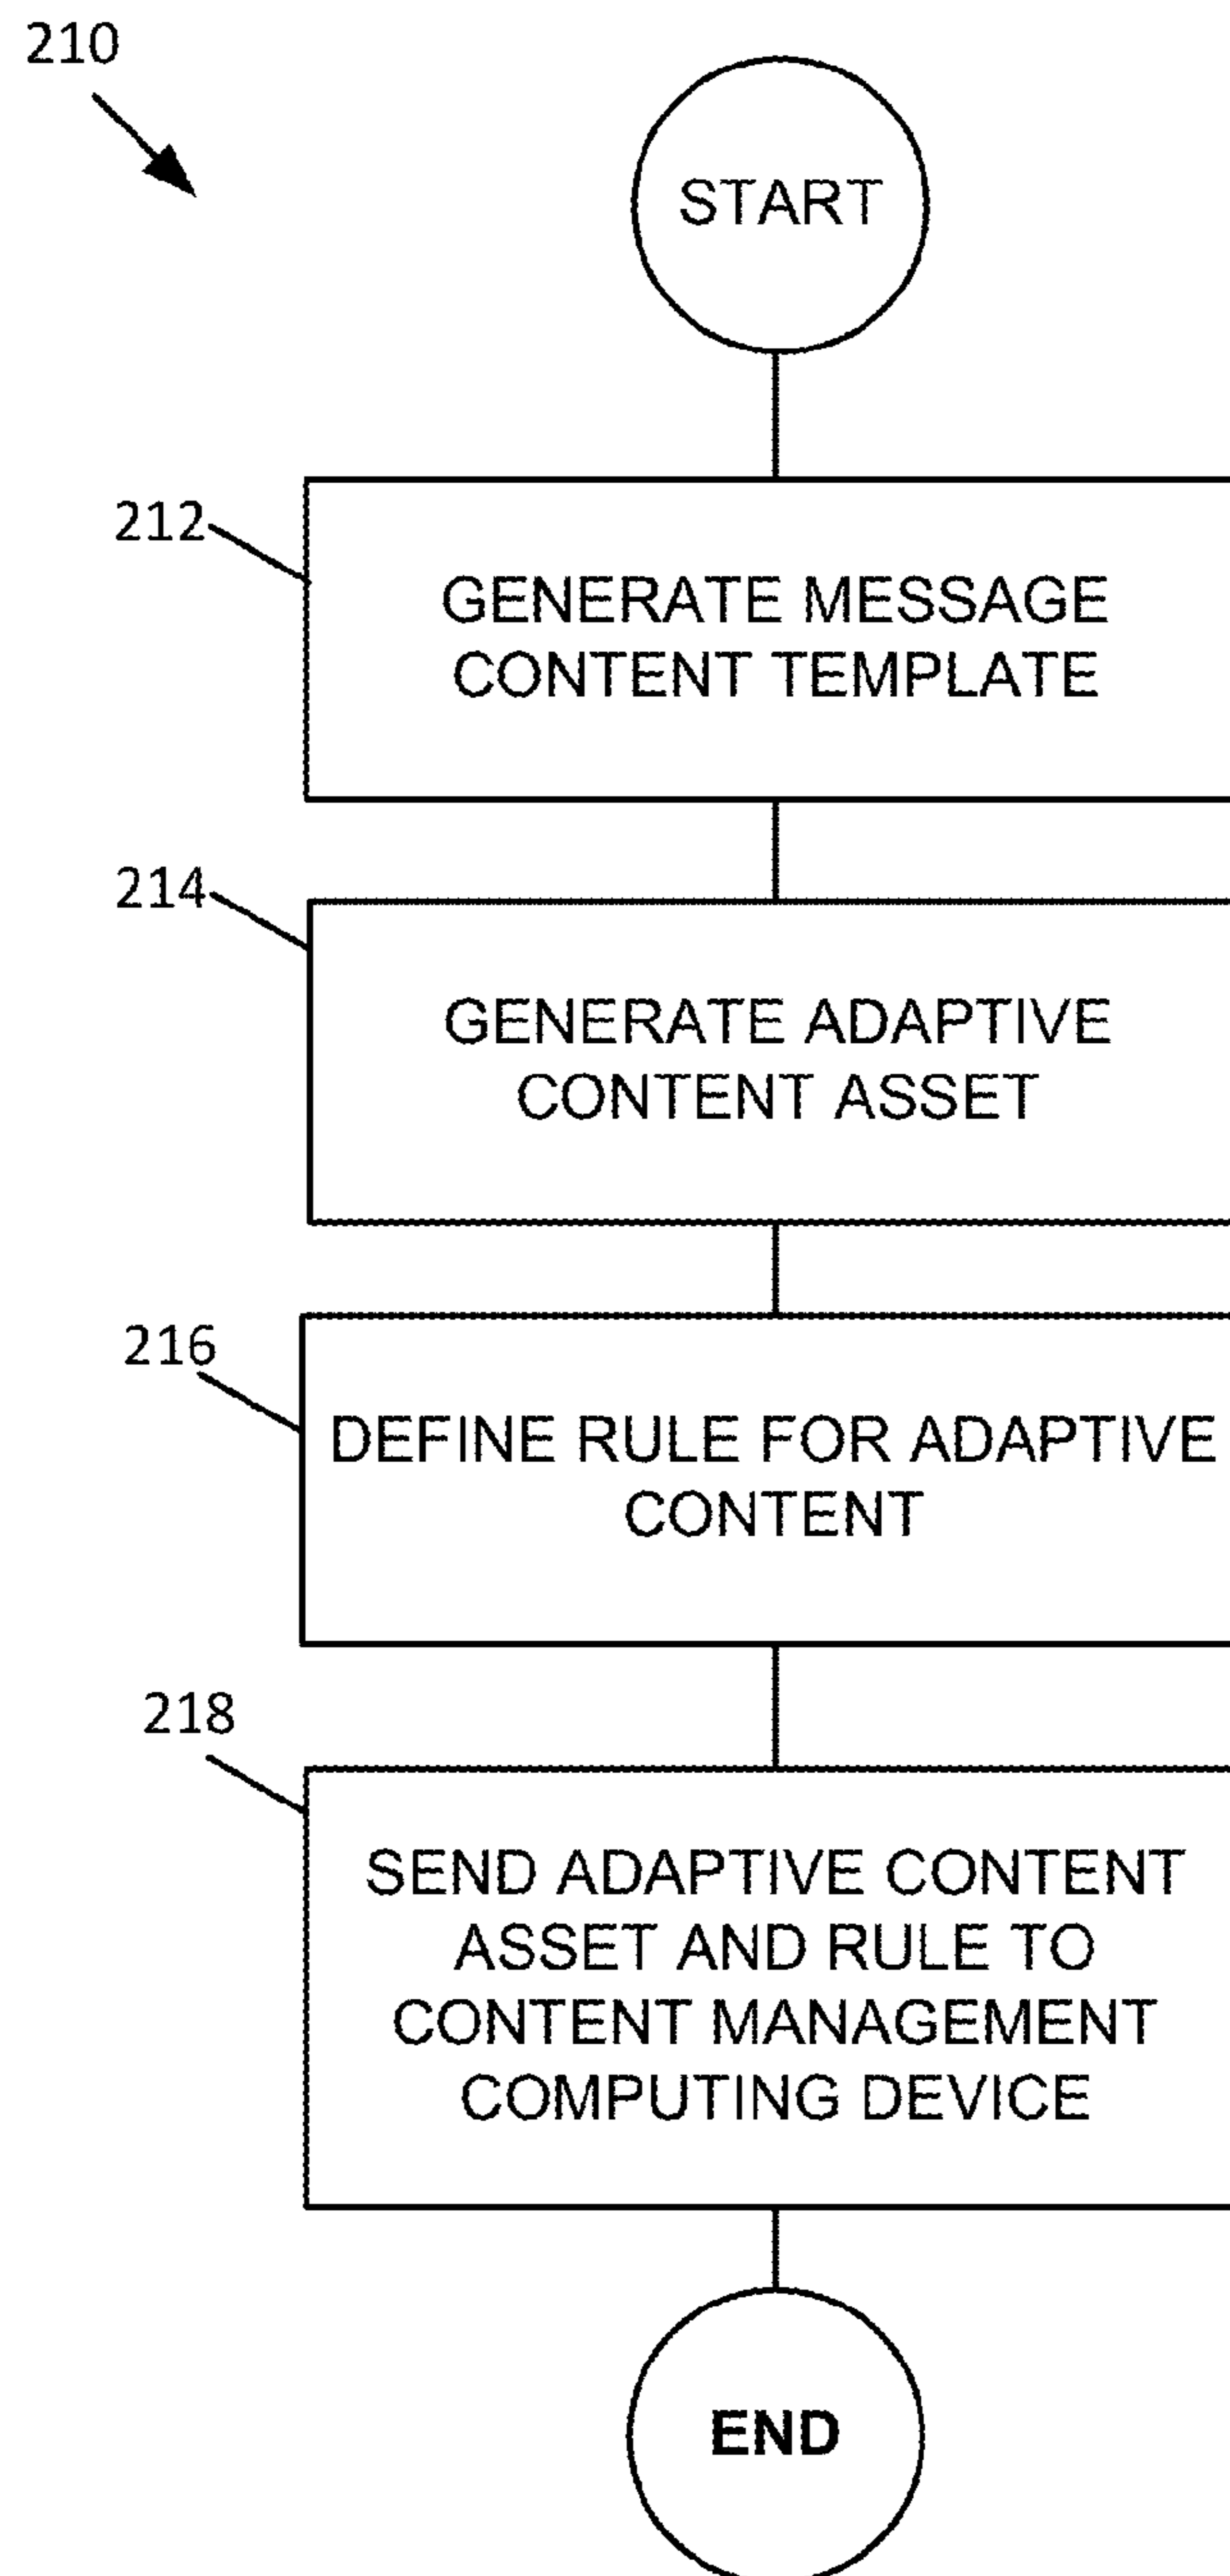 210
START
212
GENERATE MESSAGE
CONTENT TEMPLATE
214
GENERATE ADAPTIVE
CONTENT ASSET
216
DEFINE RULE FOR ADAPTIVE
CONTENT
218
SEND ADAPTIVE CONTENT
ASSET AND RULE TO
CONTENT MANAGEMENT
COMPUTING DEVICE
END